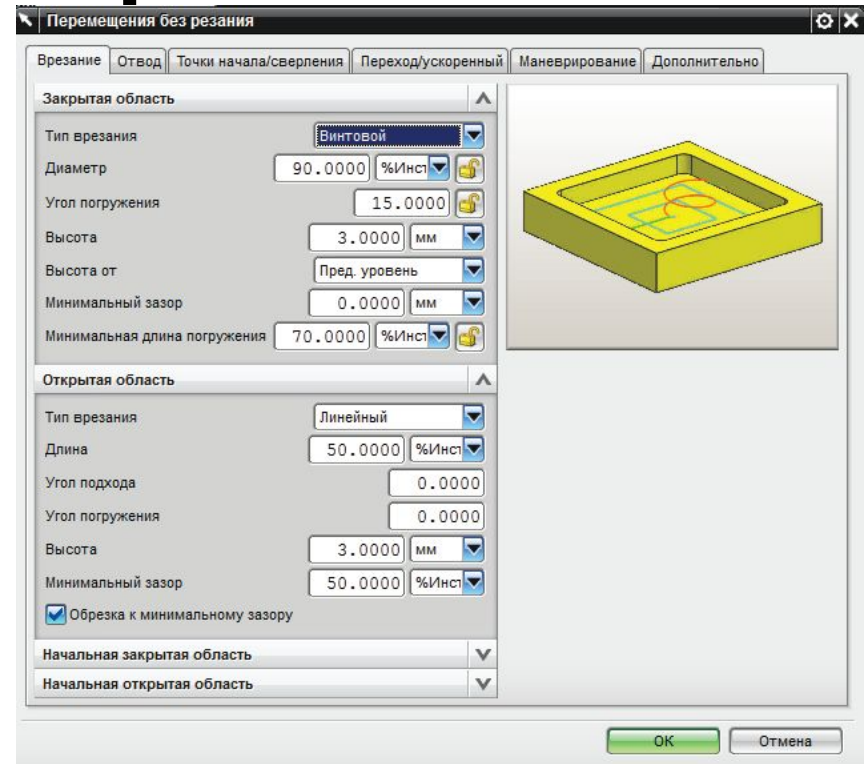 Перемещения без резания
Врезание Отвод Точки начала/сверления Переход/ускоренный Маневрирование Дополнительно
Закрытая область
Тип врезания Винтовой
Диаметр 90.0000 %Инст
Угол погружения 15.0000
Высота 3.0000 мм
Высота от Пред. уровень
Минимальный зазор 0.0000 мм
Минимальная длина погружения 70.0000 %Инст
Открытая область
Тип врезания Линейный
Длина 50.0000 %Инст
Угол подхода 0.0000
Угол погружения 0.0000
Высота 3.0000 мм
Минимальный зазор 50.0000 %Инст
Обрезка к минимальному зазору
Начальная закрытая область
Начальная открытая область
OK Отмена